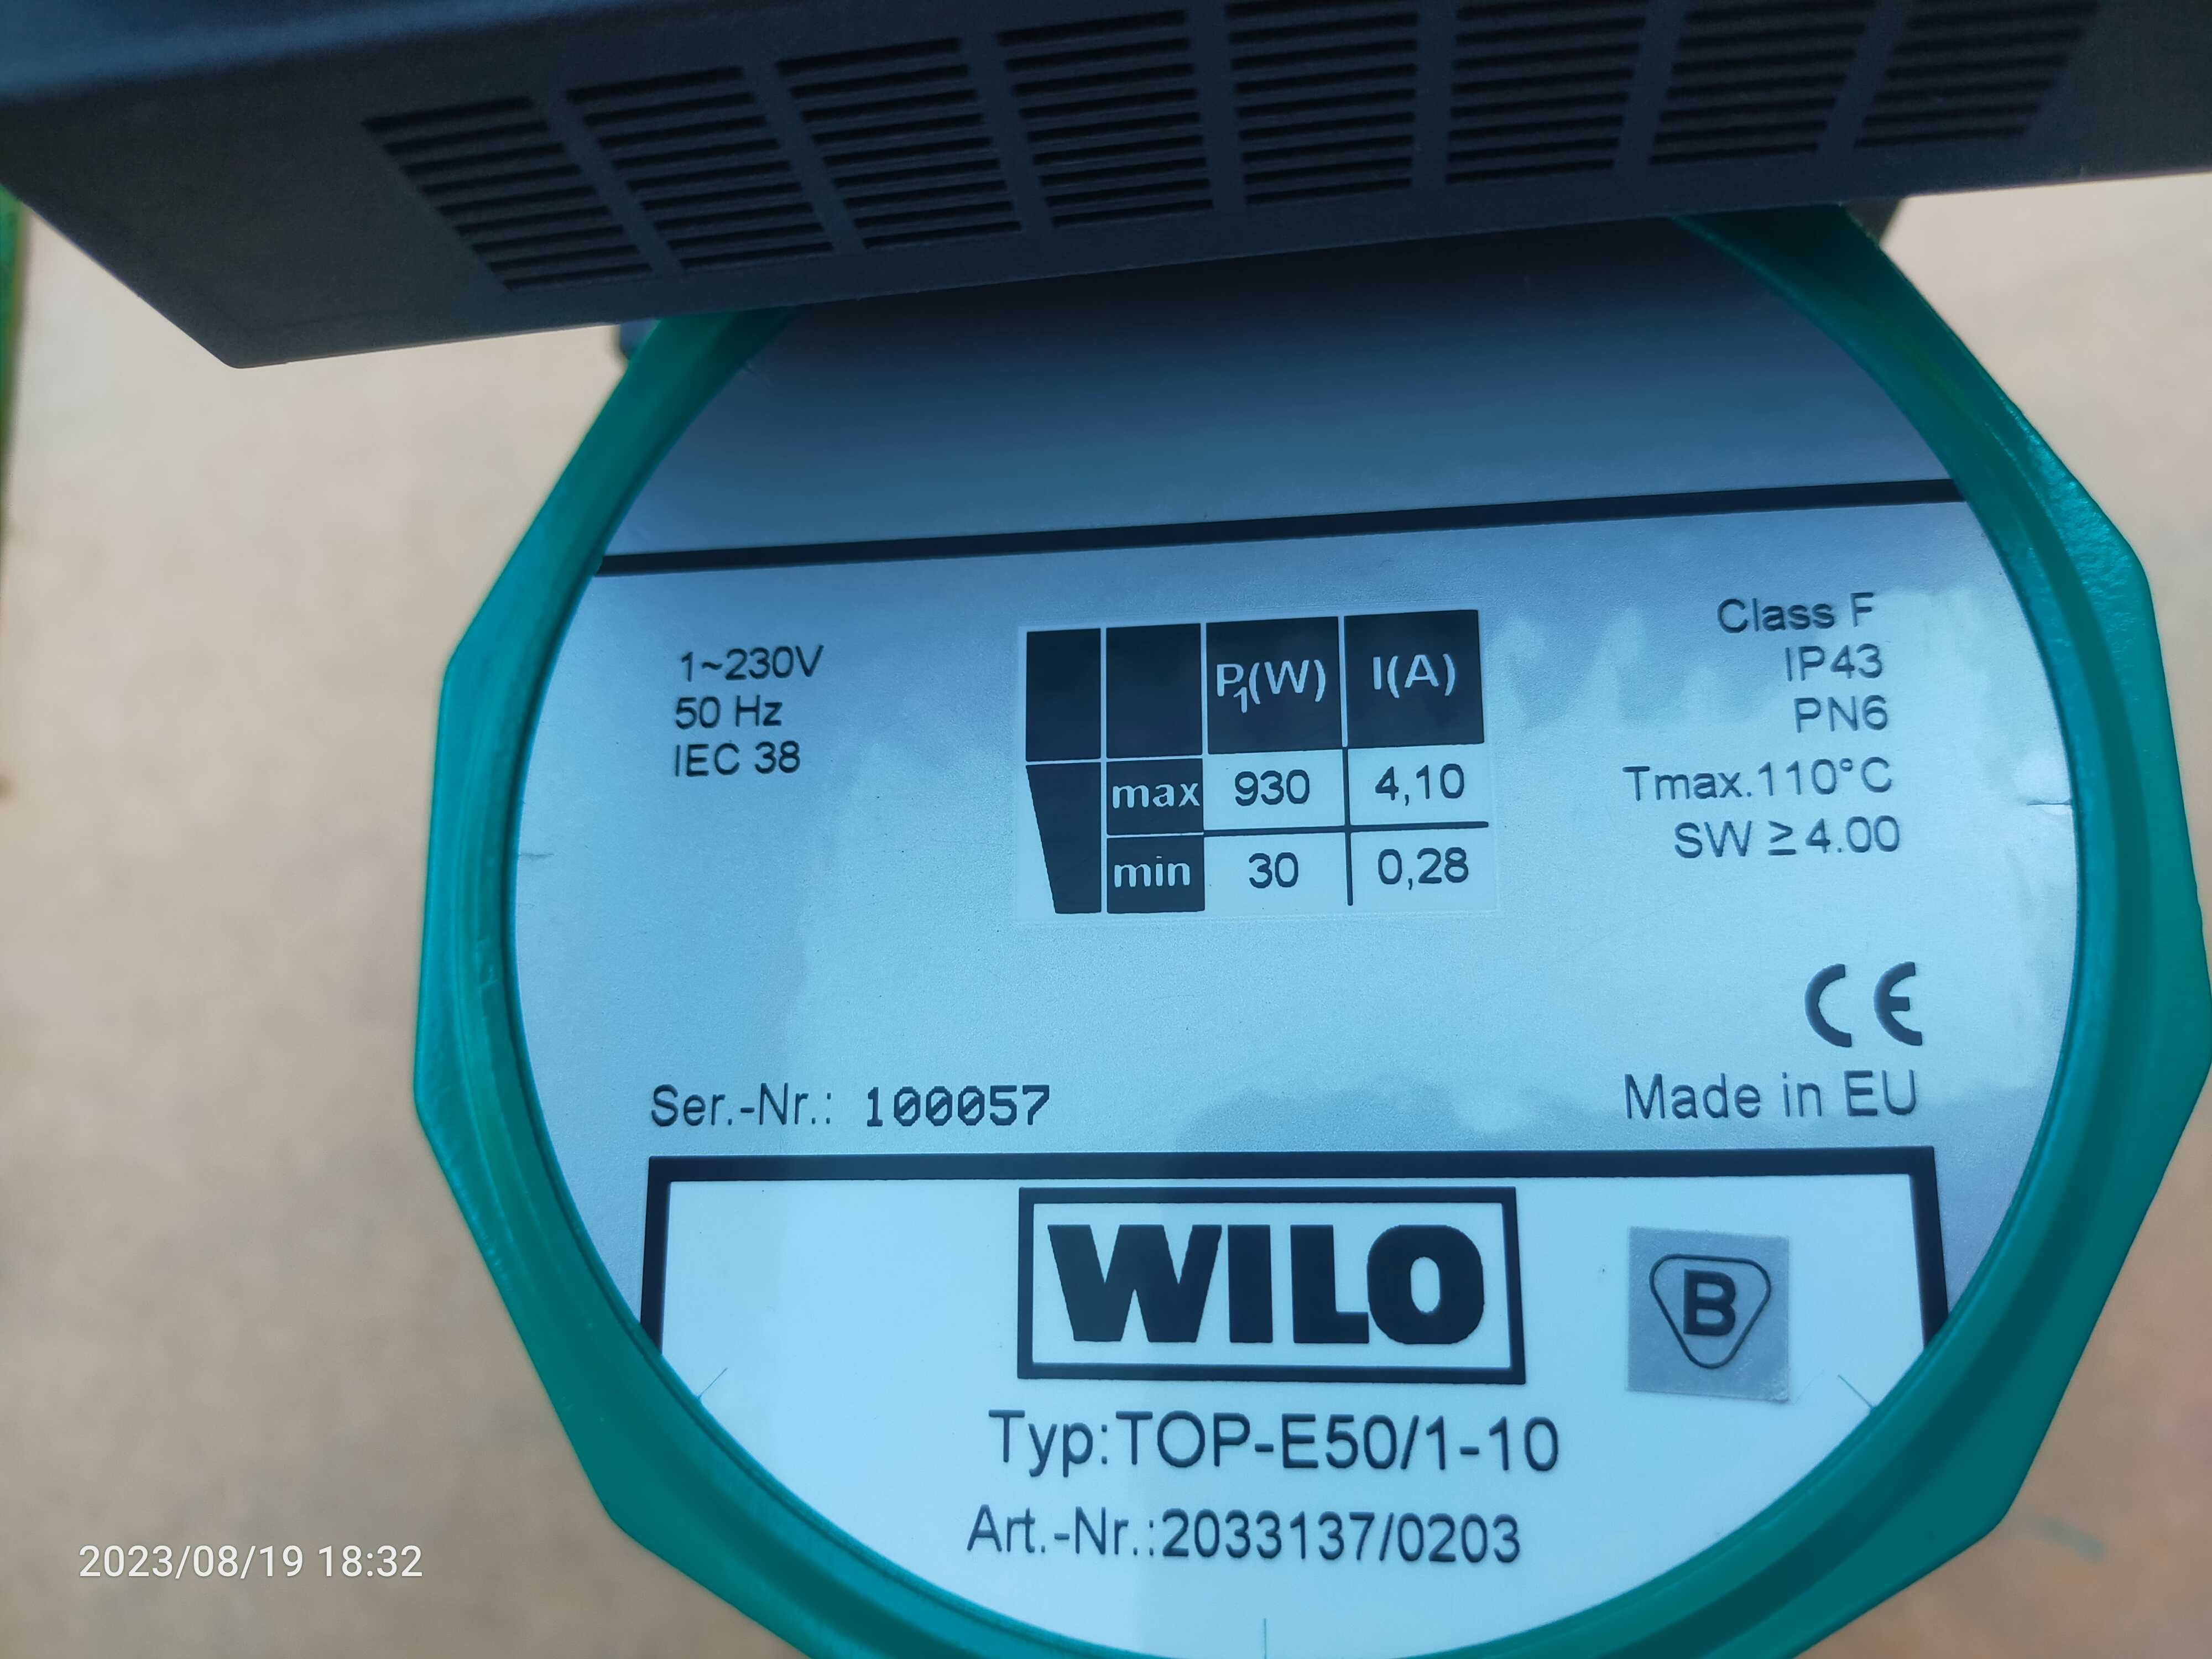 1~230V
50 Hz
IEC 38
P1(W) I(A)
max 930 4,10
min 30 0,28
Class F
IP43
PN6
Tmax.110°C
SW ≥4.00
CE
Ser.-Nr.: 100057
Made in EU
WILO
B
Typ:TOP-E50/1-10
Art.-Nr.:2033137/0203
2023/08/19 18:32